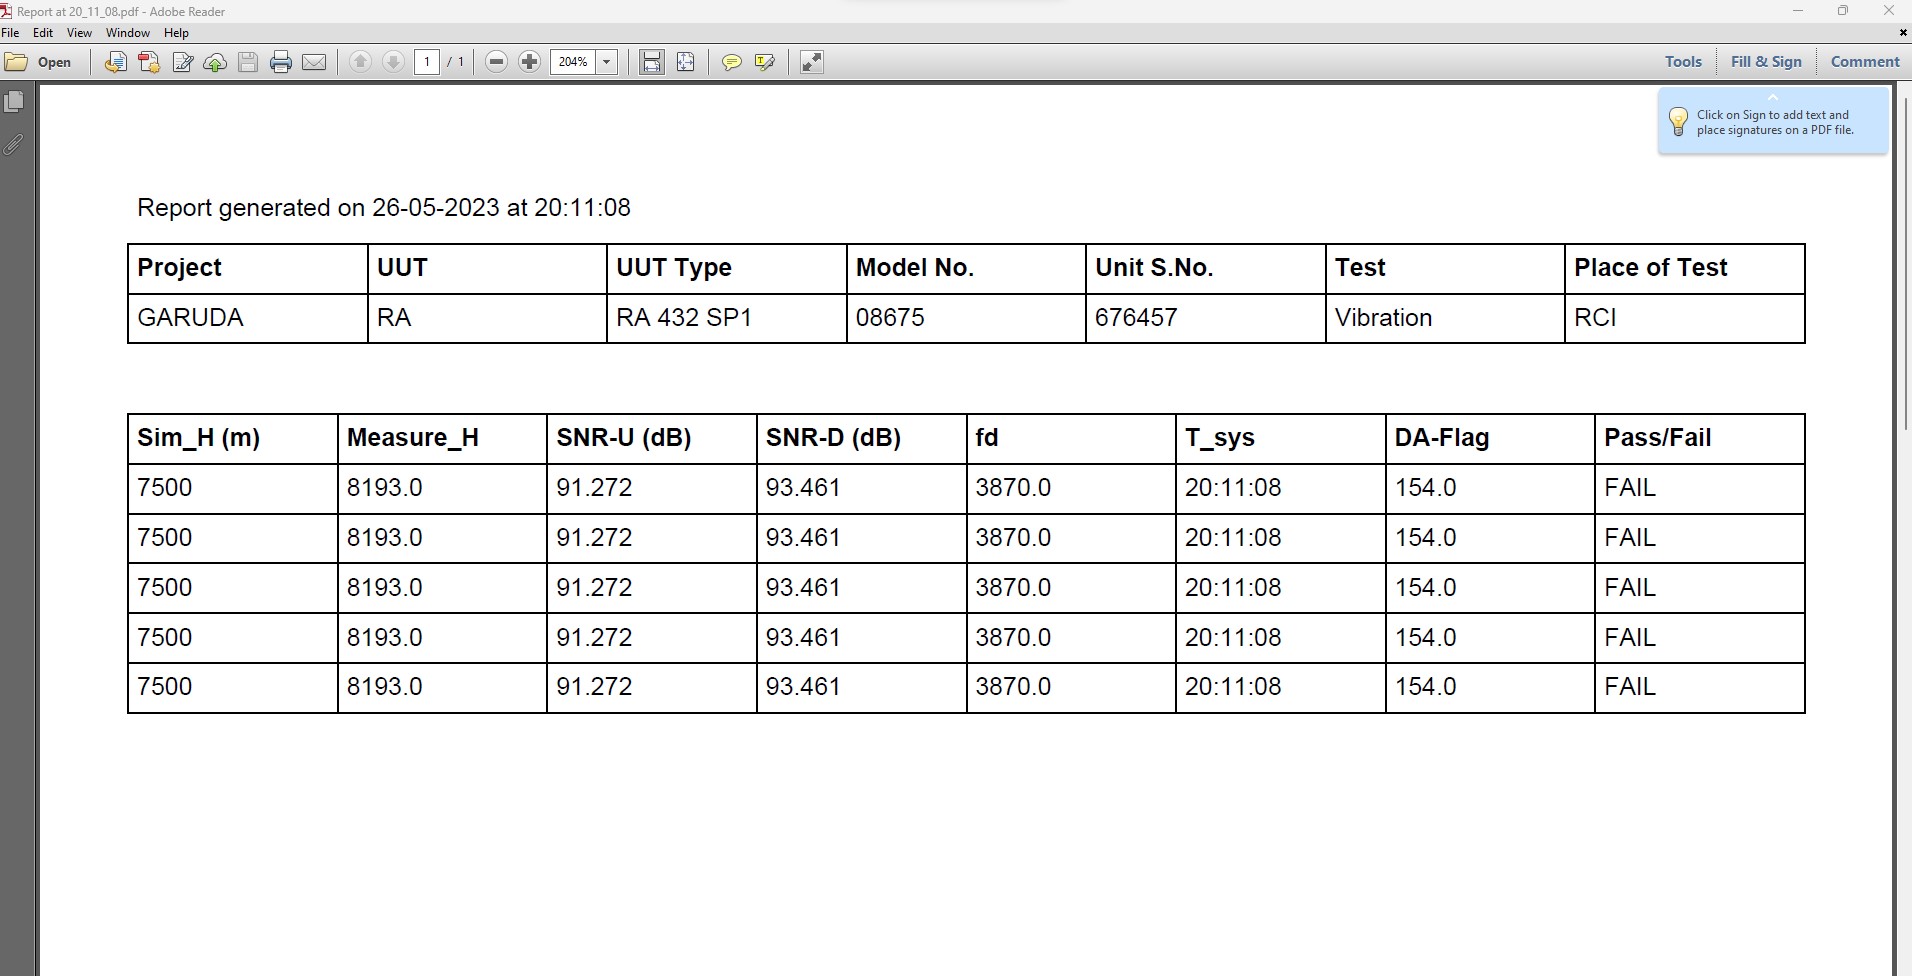 Report at 20_11_08.pdf - Adobe Reader
File Edit View Window Help
Open 1 / 1 204% Tools Fill & Sign Comment
Click on Sign to add text and
place signatures on a PDF file.
Report generated on 26-05-2023 at 20:11:08
Project UUT UUT Type Model No. Unit S.No. Test Place of Test
GARUDA RA RA 432 SP1 08675 676457 Vibration RCI
Sim_H (m) Measure_H SNR-U (dB) SNR-D (dB) fd T_sys DA-Flag Pass/Fail
7500 8193.0 91.272 93.461 3870.0 20:11:08 154.0 FAIL
7500 8193.0 91.272 93.461 3870.0 20:11:08 154.0 FAIL
7500 8193.0 91.272 93.461 3870.0 20:11:08 154.0 FAIL
7500 8193.0 91.272 93.461 3870.0 20:11:08 154.0 FAIL
7500 8193.0 91.272 93.461 3870.0 20:11:08 154.0 FAIL